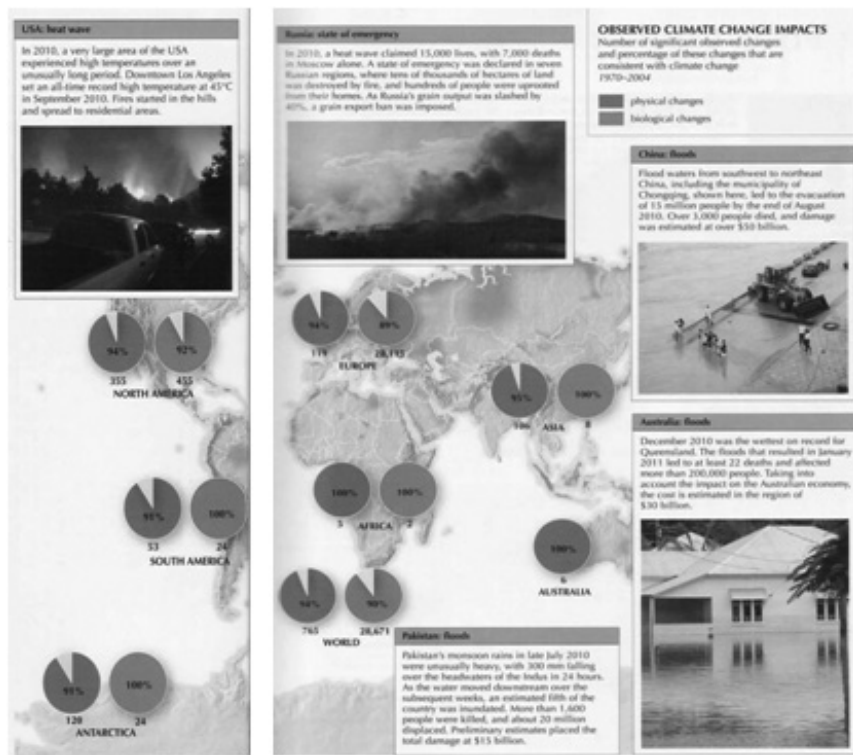 USA: heat wave
In 2010, a very large area of the USA
experienced high temperatures over an
unusually long period. Downtown Los Angeles
set an all-time record high temperature at 45°C
in September 2010. Fires started in the hills
and spread to residential areas.
Russia: state of emergency
In 2010, a heat wave claimed 15,000 lives, with 7,000 deaths
in Moscow alone. A state of emergency was declared in seven
Russian regions, where tens of thousands of hectares of land
was destroyed by fire, and hundreds of people were uprooted
from their homes. As Russia's grain output was slashed by
40%, a grain export ban was imposed.
OBSERVED CLIMATE CHANGE IMPACTS
Number of significant observed changes
and percentage of these changes that are
consistent with climate change
1970–2004
physical changes
biological changes
China: floods
Flood waters from southwest to northeast
China, including the municipality of
Chongqing, shown here, led to the evacuation
of 15 million people by the end of August
2010. Over 3,000 people died, and damage
was estimated at over $50 billion.
94% 92%
355 455
NORTH AMERICA
94% 89%
119
EUROPE
100%
106 8
ASIA
91% 100%
53 24
SOUTH AMERICA
100% 100%
5 2
AFRICA
100%
6
AUSTRALIA
94% 90%
765 28,671
WORLD
91% 100%
120 24
ANTARCTICA
Australia: floods
December 2010 was the wettest on record for
Queensland. The floods that resulted in January
2011 led to at least 22 deaths and affected
more than 200,000 people. Taking into
account the impact on the Australian economy,
the cost is estimated in the region of
$30 billion.
Pakistan: floods
Pakistan's monsoon rains in late July 2010
were unusually heavy, with 300 mm falling
over the headwaters of the Indus in 24 hours.
As the water moved downstream over the
subsequent weeks, an estimated fifth of the
country was inundated. More than 1,600
people were killed, and about 20 million
displaced. Preliminary estimates placed the
total damage at $15 billion.